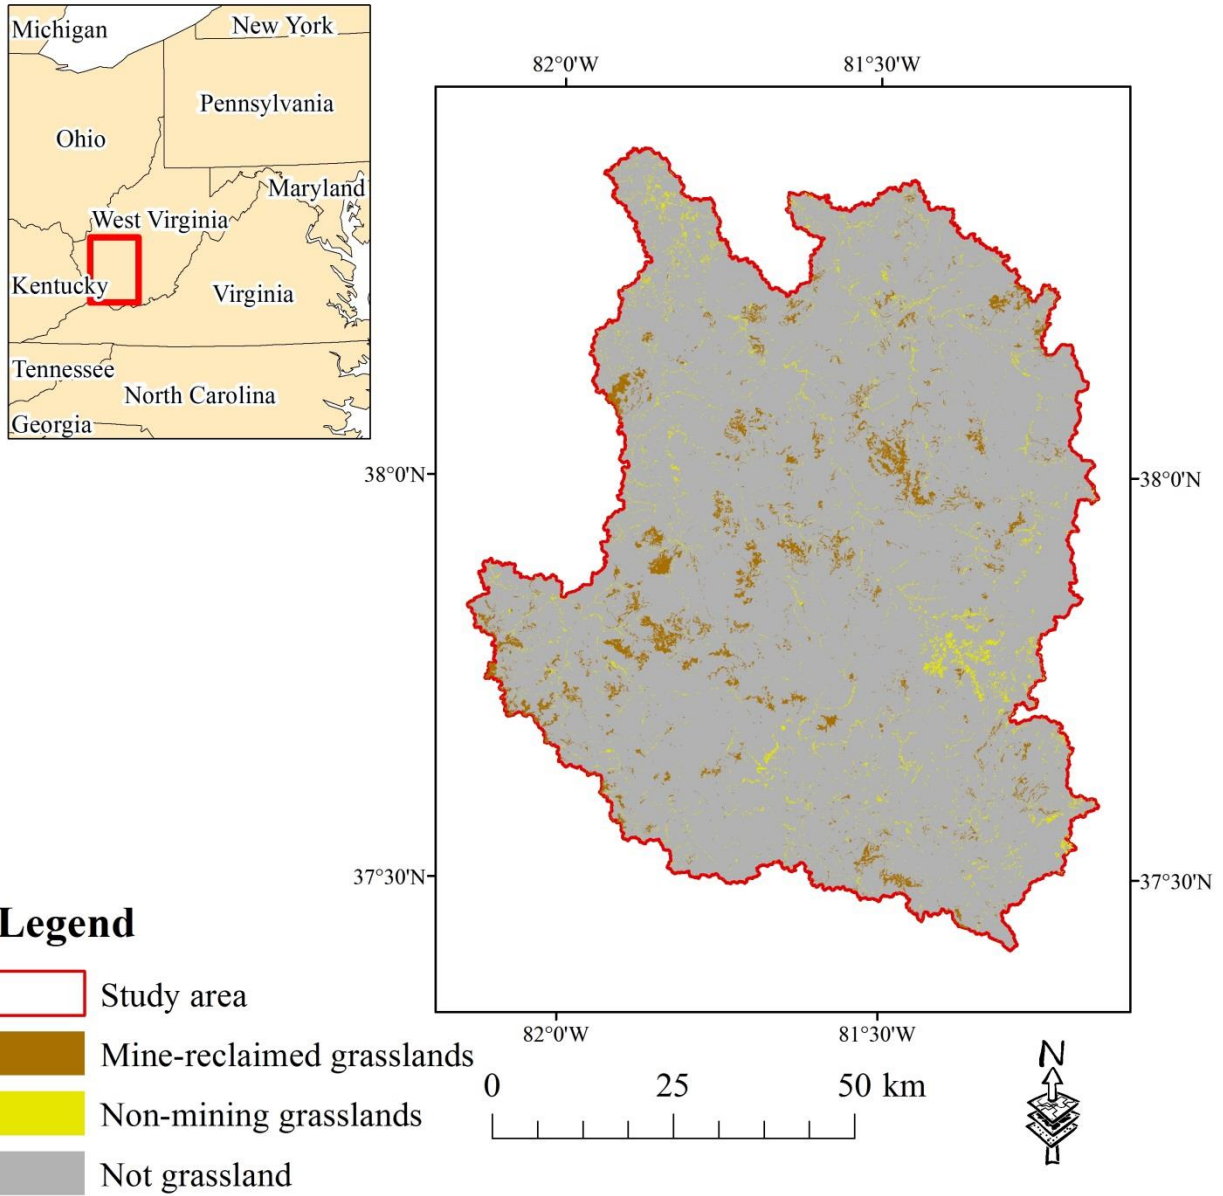 Michigan
New York
Pennsylvania
Ohio
Maryland
West Virginia
Kentucky
Virginia
Tennessee
North Carolina
Georgia
82°0'W
81°30'W
38°0'N
38°0'N
37°30'N
37°30'N
82°0'W
81°30'W
Legend
Study area
Mine-reclaimed grasslands
Non-mining grasslands
Not grassland
0 25 50 km
N